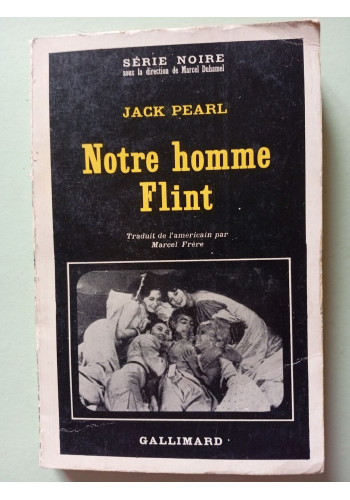 SÉRIE NOIRE
sous la direction de Marcel Duhamel
JACK PEARL
Notre homme
Flint
Traduit de l'américain par
Marcel Frère
GALLIMARD